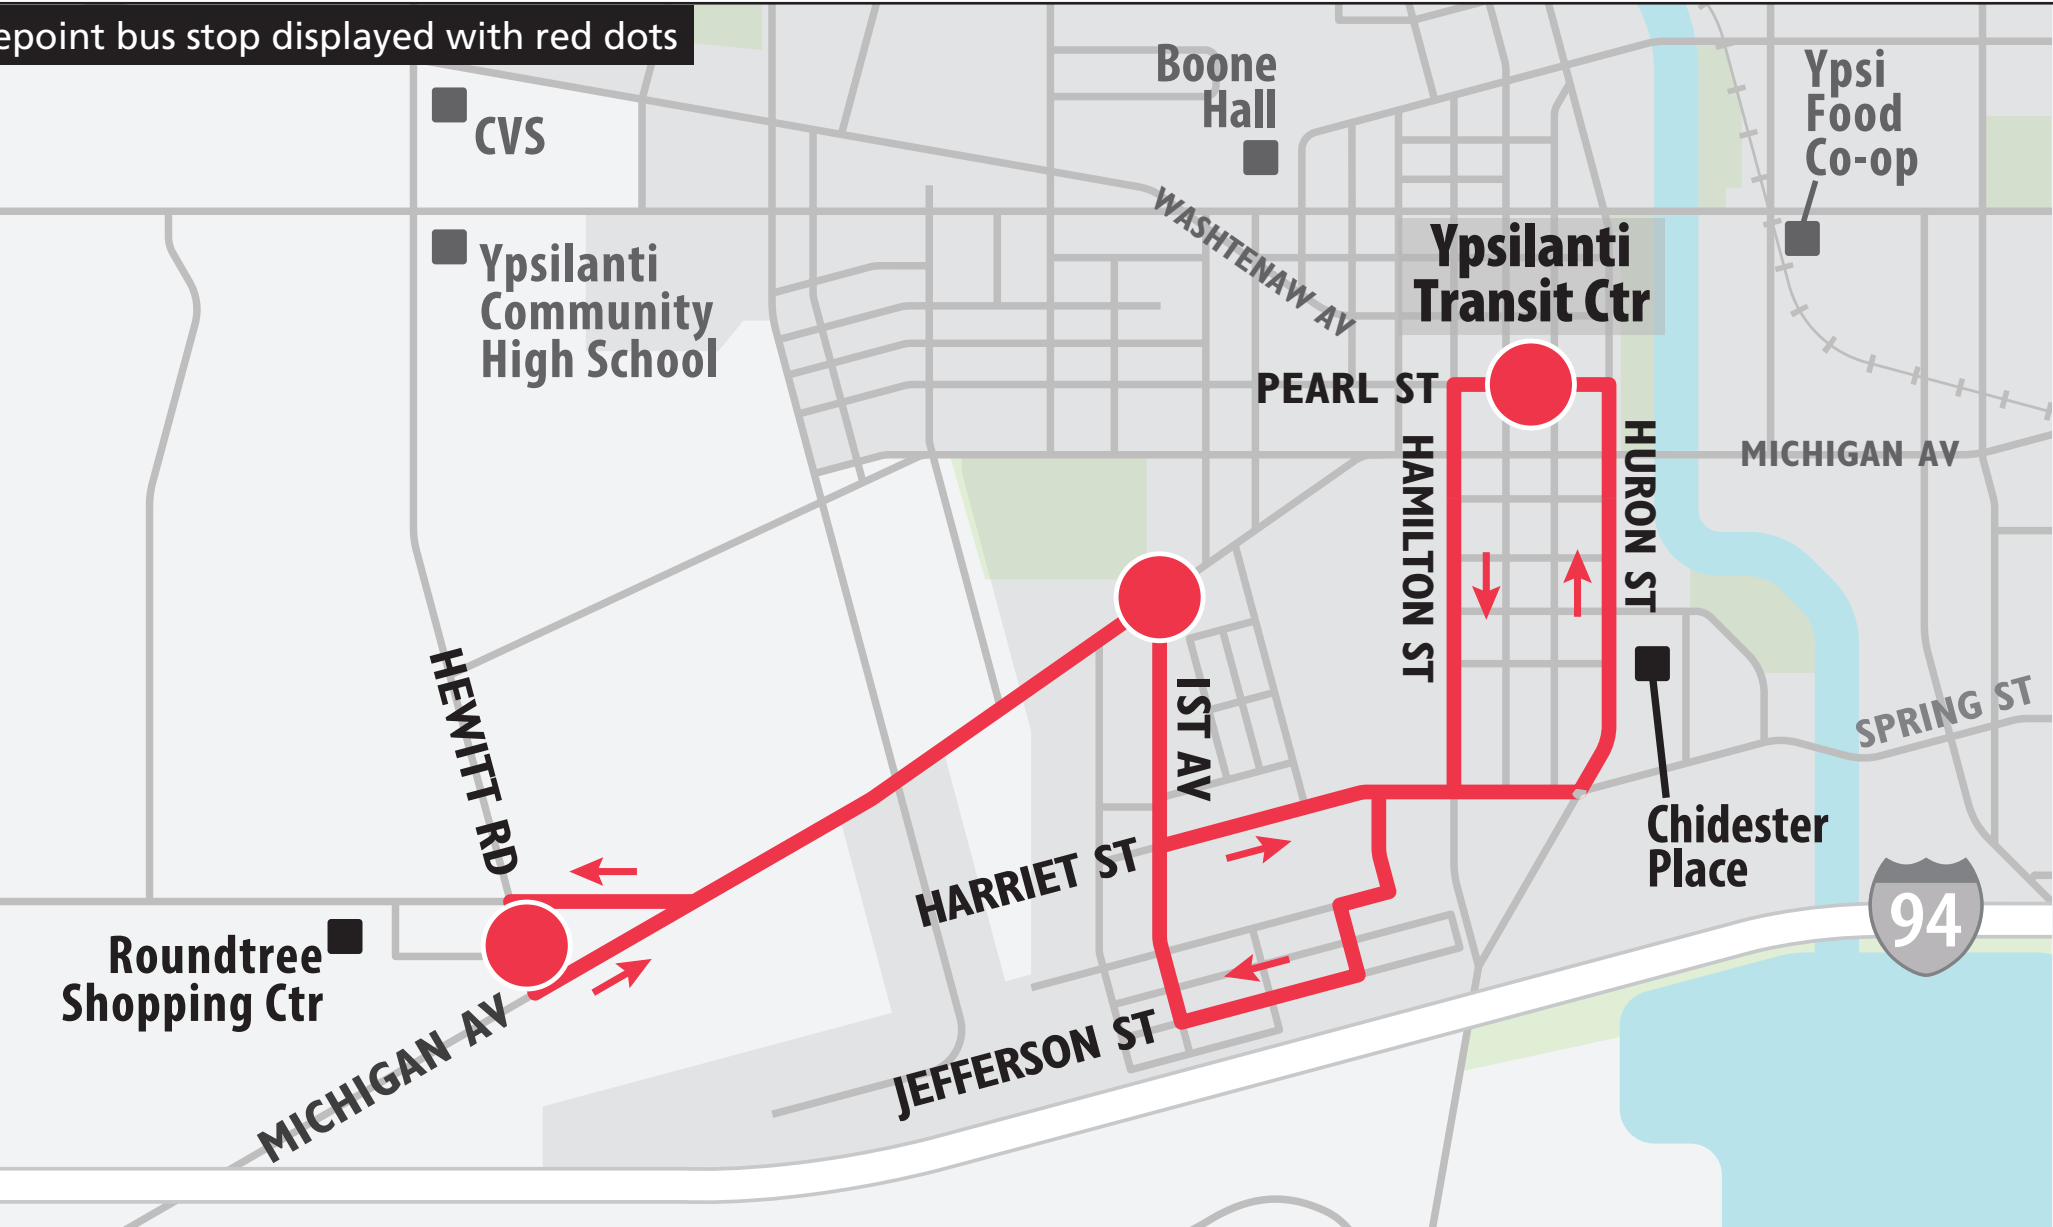 epoint bus stop displayed with red dots
Boone
Hall
Ypsi
Food
Co-op
CVS
WASHTENAW AV
Ypsilanti
Transit Ctr
Ypsilanti
Community
High School
PEARL ST
HAMILTON ST
HURON ST
MICHIGAN AV
HEWITT RD
IST AV
SPRING ST
Chidester
Place
HARRIET ST
94
Roundtree
Shopping Ctr
MICHIGAN AV
JEFFERSON ST